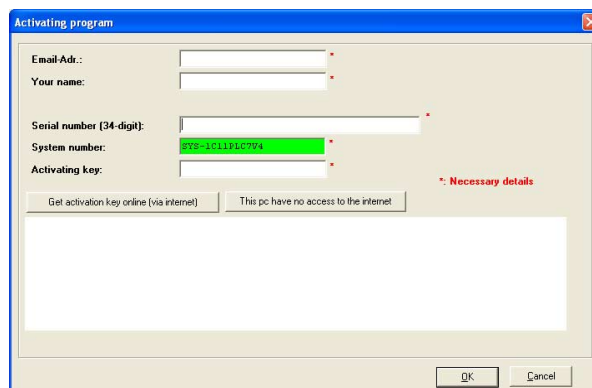 Activating program
Email-Adr.: *
Your name: *
*
Serial number (34-digit):
System number: SYS-1C11PLC7V4 *
Activating key: *
*: Necessary details
Get activation key online (via internet) This pc have no access to the internet
OK Cancel